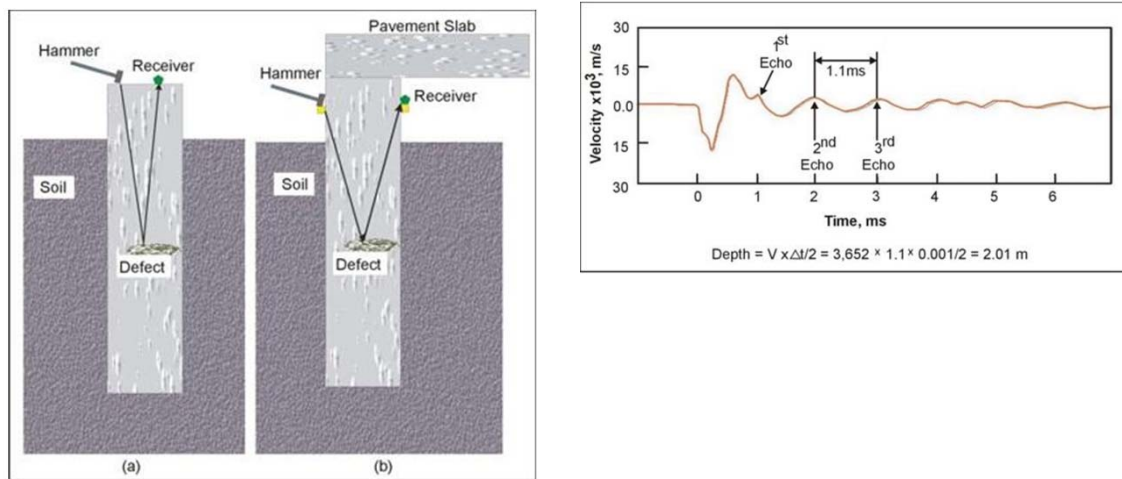 Pavement Slab
Hammer
Receiver
Soil
Defect
(a)
Hammer
Receiver
Soil
Defect
(b)
Velocity x10³, m/s
30
15
0.0
15
30
1st
Echo
1.1ms
2nd
Echo
3rd
Echo
0 1 2 3 4 5 6
Time, ms
Depth = V x△t/2 = 3,652 × 1.1 × 0.001/2 = 2.01 m